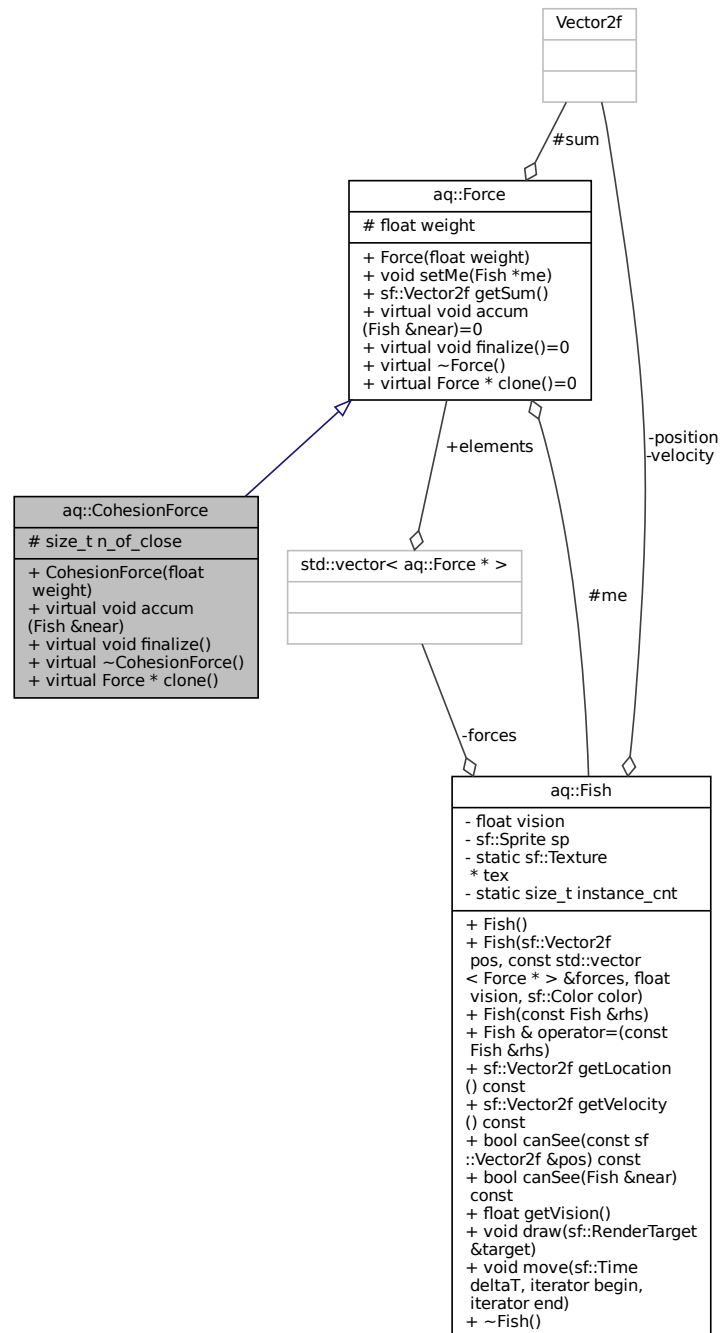 Vector2f
#sum
aq::Force
# float weight
+ Force(float weight)
+ void setMe(Fish *me)
+ sf::Vector2f getSum()
+ virtual void accum
(Fish &near)=0
+ virtual void finalize()=0
+ virtual ~Force()
+ virtual Force * clone()=0
-position
-velocity
+elements
aq::CohesionForce
# size_t n_of_close
+ CohesionForce(float
weight)
+ virtual void accum
(Fish &near)
+ virtual void finalize()
+ virtual ~CohesionForce()
+ virtual Force * clone()
std::vector< aq::Force * >
#me
-forces
aq::Fish
- float vision
- sf::Sprite sp
- static sf::Texture
* tex
- static size_t instance_cnt
+ Fish()
+ Fish(sf::Vector2f
pos, const std::vector
< Force * > &forces, float
vision, sf::Color color)
+ Fish(const Fish &rhs)
+ Fish & operator=(const
Fish &rhs)
+ sf::Vector2f getLocation
() const
+ sf::Vector2f getVelocity
() const
+ bool canSee(const sf
::Vector2f &pos) const
+ bool canSee(Fish &near)
const
+ float getVision()
+ void draw(sf::RenderTarget
&target)
+ void move(sf::Time
deltaT, iterator begin,
iterator end)
+ ~Fish()